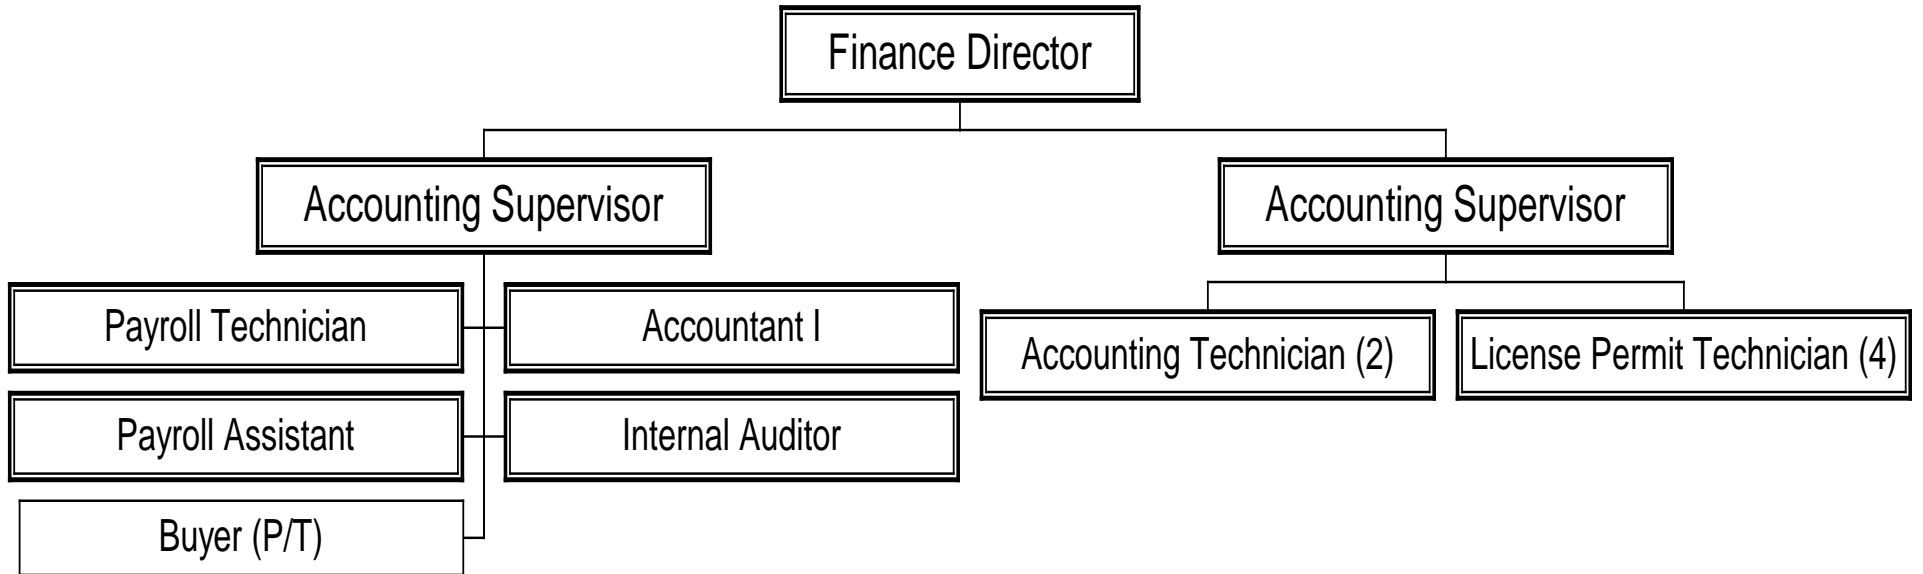 Finance Director
Accounting Supervisor
Accounting Supervisor
Payroll Technician
Accountant I
Accounting Technician (2)
License Permit Technician (4)
Payroll Assistant
Internal Auditor
Buyer (P/T)